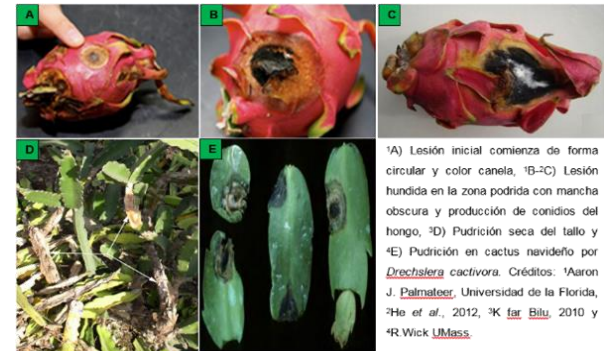 A
B
C
D
E
¹A) Lesión inicial comienza de forma
circular y color canela, ¹B-²C) Lesión
hundida en la zona podrida con mancha
obscura y producción de conidios del
hongo, ³D) Pudrición seca del tallo y
⁴E) Pudrición en cactus navideño por
Drechslera cactivora. Créditos: ¹Aaron
J. Palmateer, Universidad de la Florida,
²He et al., 2012, ³K far Bilu, 2010 y
⁴R.Wick UMass.